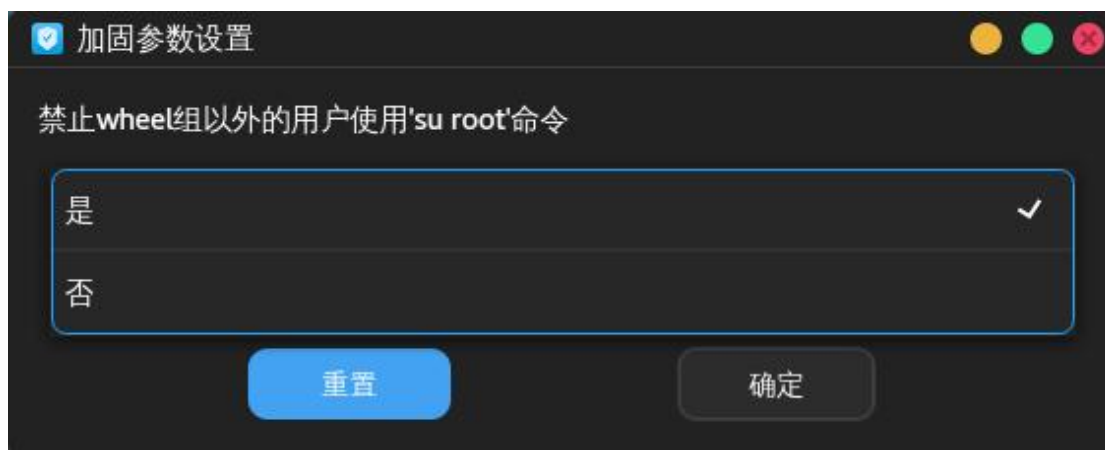 加固参数设置
禁止wheel组以外的用户使用'su root'命令
是
否
重置
确定